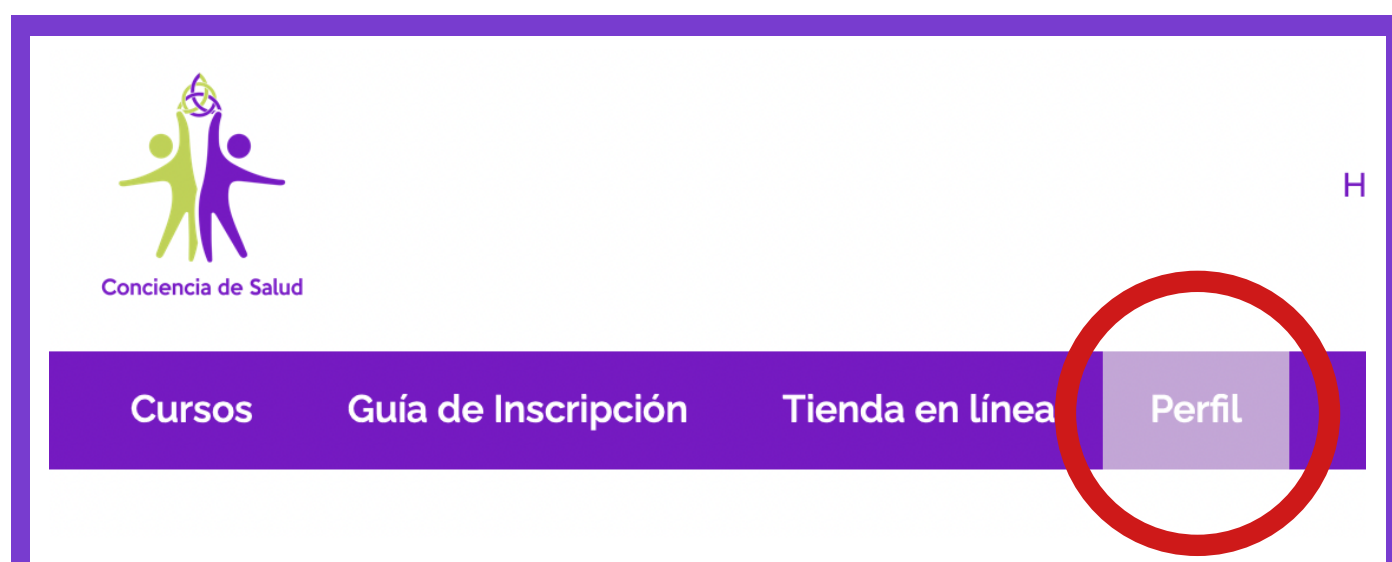 H
Conciencia de Salud
Cursos Guía de Inscripción Tienda en línea Perfil